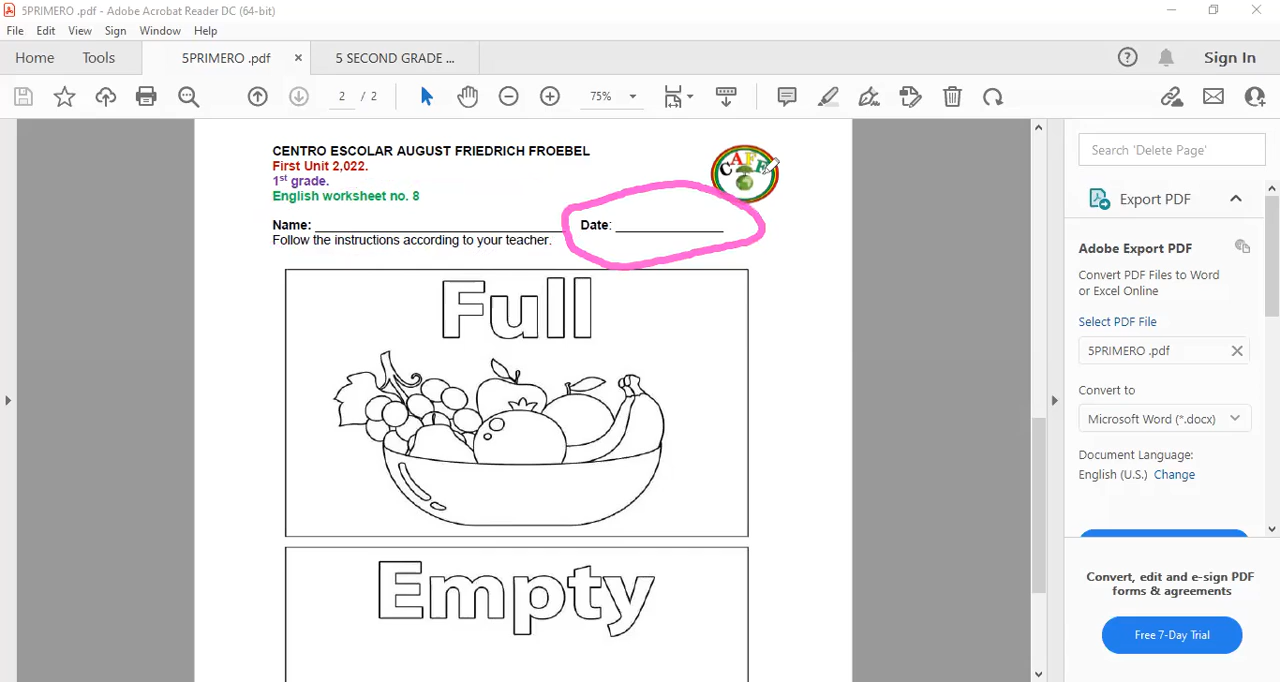 5PRIMERO .pdf - Adobe Acrobat Reader DC (64-bit)
File Edit View Sign Window Help
Home Tools 5PRIMERO .pdf × 5 SECOND GRADE ... Sign In
2 / 2 75%
CENTRO ESCOLAR AUGUST FRIEDRICH FROEBEL
First Unit 2,022.
1st grade.
English worksheet no. 8
CAFF
Name: Date:
Follow the instructions according to your teacher.
Full
Empty
Search 'Delete Page'
Export PDF
Adobe Export PDF
Convert PDF Files to Word
or Excel Online
Select PDF File
5PRIMERO .pdf
Convert to
Microsoft Word (*.docx)
Document Language:
English (U.S.) Change
Convert, edit and e-sign PDF
forms & agreements
Free 7-Day Trial